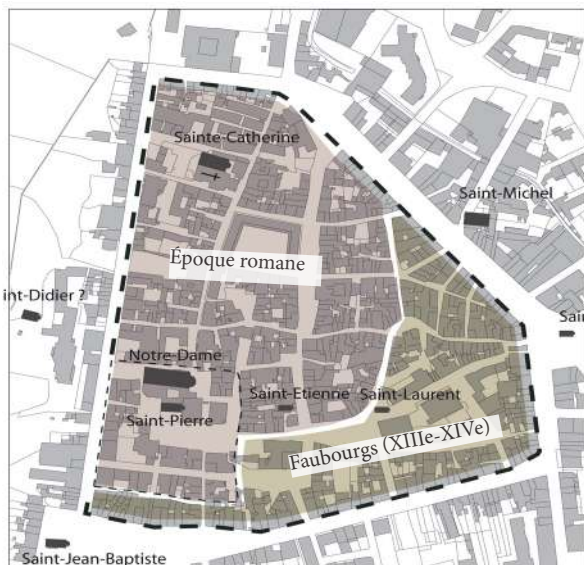 Sainte-Catherine
Saint-Michel
Époque romane
int-Didier ?
Sain
Notre-Dame
Saint-Etienne
Saint-Laurent
Saint-Pierre
Faubourgs (XIIIe-XIVe)
Saint-Jean-Baptiste